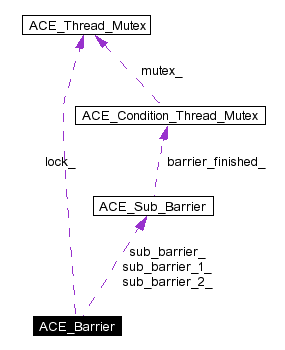 ACE_Thread_Mutex
mutex_
ACE_Condition_Thread_Mutex
lock_
barrier_finished_
ACE_Sub_Barrier
sub_barrier_
sub_barrier_1_
sub_barrier_2_
ACE_Barrier